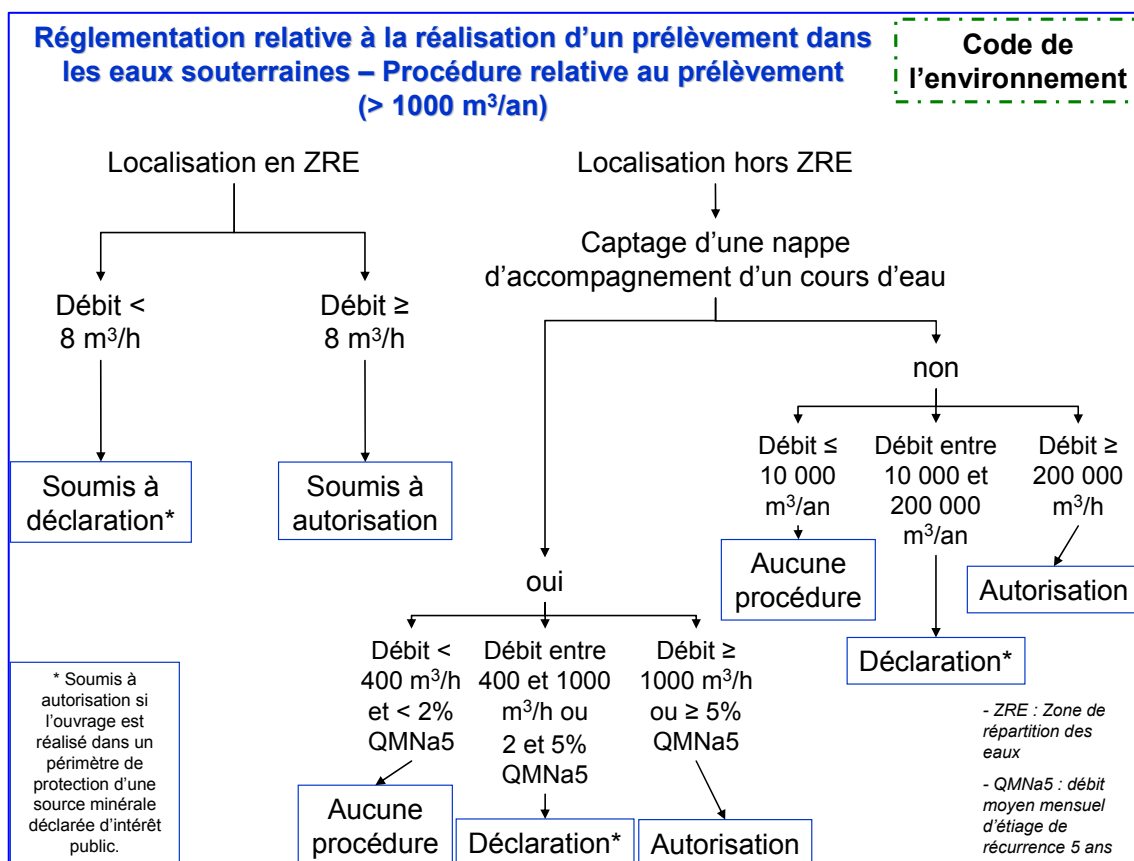 Réglementation relative à la réalisation d’un prélèvement dans
les eaux souterraines – Procédure relative au prélèvement
(> 1000 m³/an)
Code de
l’environnement
Localisation en ZRE
Localisation hors ZRE
Captage d’une nappe
d’accompagnement d’un cours d’eau
Débit <
8 m³/h
Débit ≥
8 m³/h
Soumis à
déclaration*
Soumis à
autorisation
non
Débit ≤
10 000
m³/an
Débit entre
10 000 et
200 000
m³/an
Débit ≥
200 000
m³/h
Aucune
procédure
Autorisation
Déclaration*
oui
Débit <
400 m³/h
et < 2%
QMNa5
Débit entre
400 et 1000
m³/h ou
2 et 5%
QMNa5
Débit ≥
1000 m³/h
ou ≥ 5%
QMNa5
Aucune
procédure
Déclaration*
Autorisation
* Soumis à
autorisation si
l’ouvrage est
réalisé dans un
périmètre de
protection d’une
source minérale
déclarée d’intérêt
public.
- ZRE : Zone de
répartition des
eaux
- QMNa5 : débit
moyen mensuel
d’étiage de
récurrence 5 ans